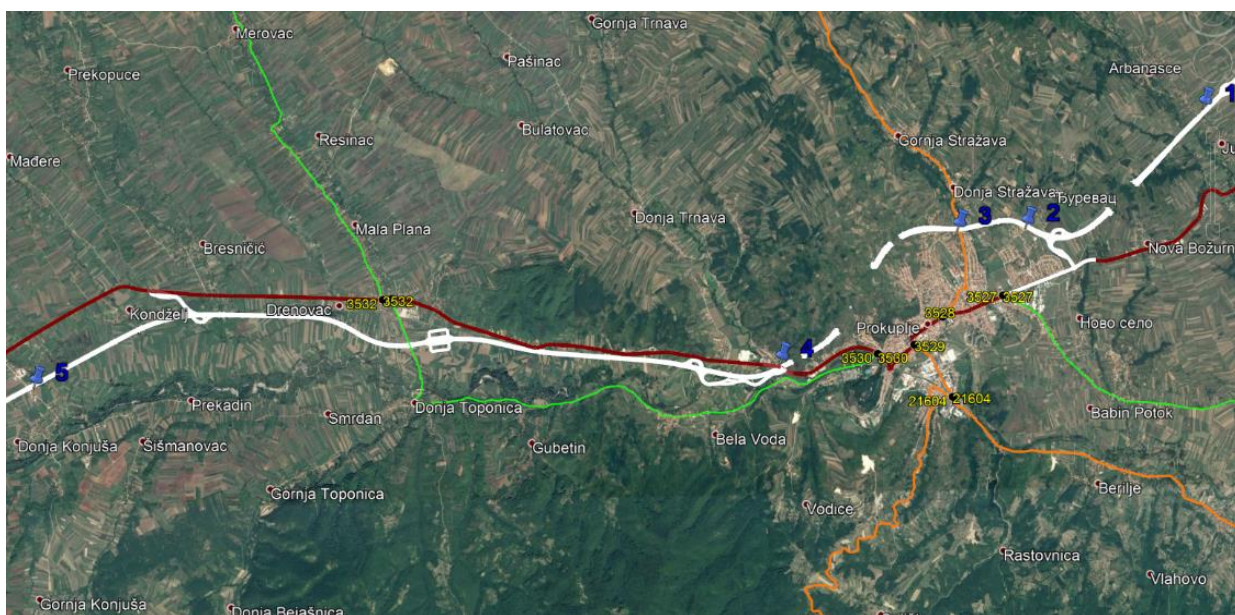 Merovac
Gornja Trnava
Pašinac
Prekopuce
Arbanasce
1
Bulatovac
Resinac
Gornja Stražava
Mađere
Donja Stražava
Ђуревац
Donja Trnava
3
2
Mala Plana
Bresničić
Nova Božurn
3532
3532
3527
3527
Kondželj
Drenovac
3528
Ново село
Prokuplje
3529
4
3530
3530
5
Prekadin
Smrdan
Donja Toponica
21604
21604
Babin Potok
Donja Konjuša
Šišmanovac
Gubetin
Bela Voda
Gornja Toponica
Berilje
Vodice
Rastovnica
Vlahovo
Gornja Konjuša
Donja Bejašnica